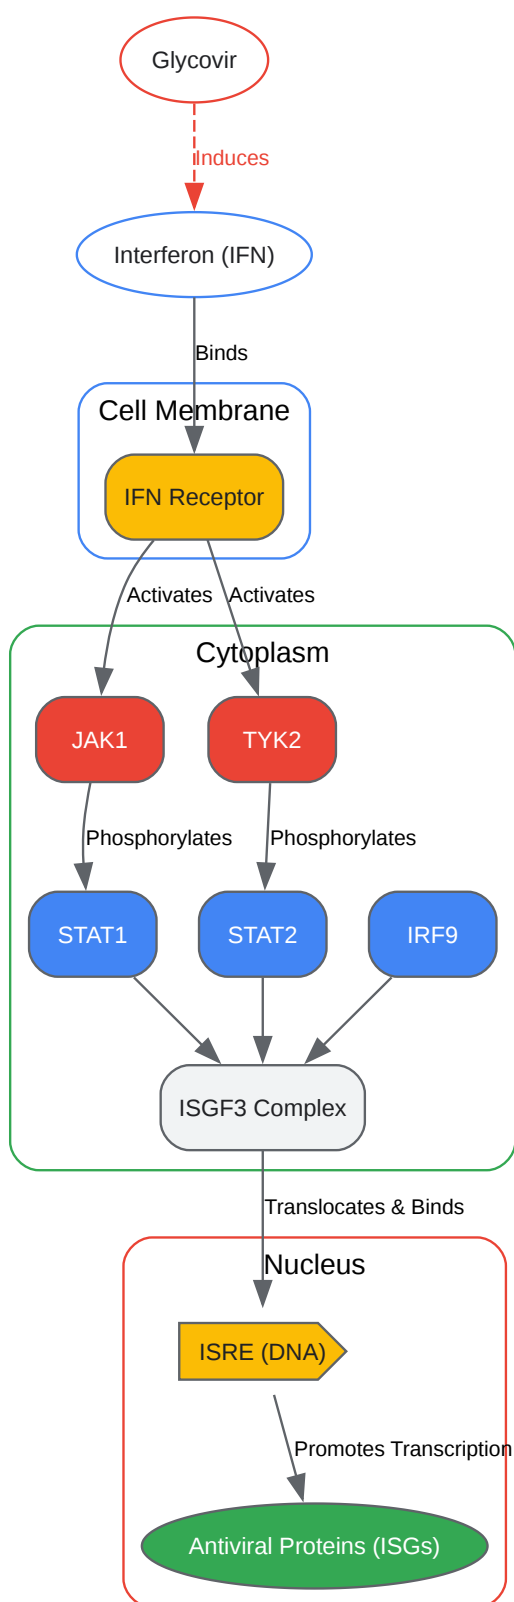 Glycovir
Induces
Interferon (IFN)
Binds
Cell Membrane
IFN Receptor
Activates
Activates
Cytoplasm
JAK1
TYK2
Phosphorylates
Phosphorylates
STAT1
STAT2
IRF9
ISGF3 Complex
Translocates & Binds
Nucleus
ISRE (DNA)
Promotes Transcription
Antiviral Proteins (ISGs)